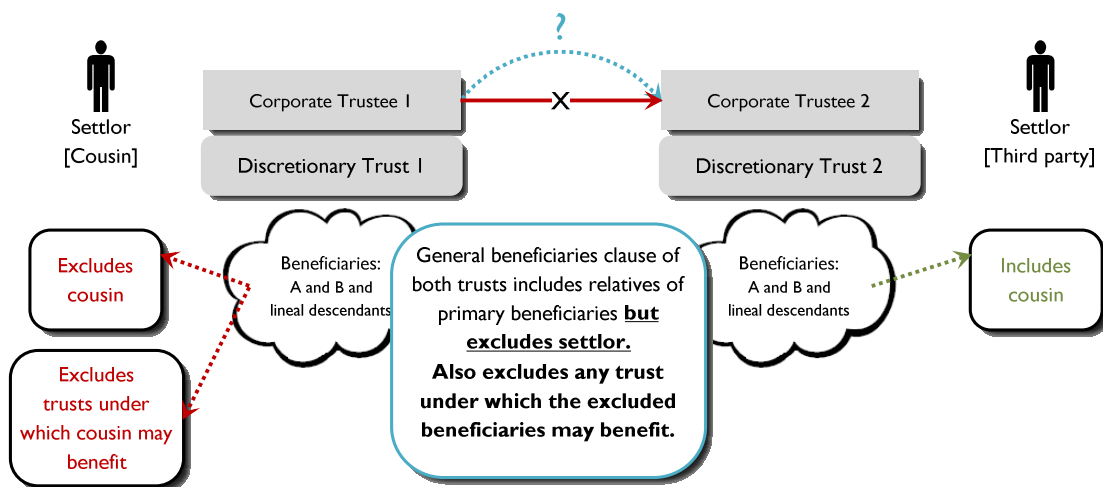 ?
Settlor
[Cousin]
Corporate Trustee 1
X
Corporate Trustee 2
Settlor
[Third party]
Discretionary Trust 1
Discretionary Trust 2
Excludes
cousin
Beneficiaries:
A and B and
lineal descendants
General beneficiaries clause of
both trusts includes relatives of
primary beneficiaries but
excludes settlor.
Also excludes any trust
under which the excluded
beneficiaries may benefit.
Beneficiaries:
A and B and
lineal descendants
Includes
cousin
Excludes
trusts under
which cousin may
benefit